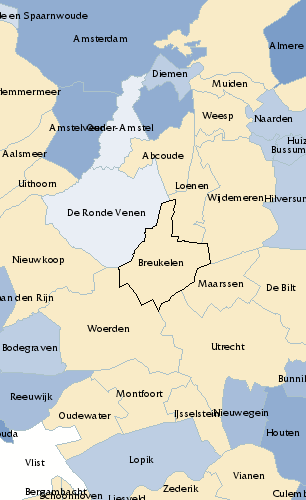 e en Spaarnwoude
Amsterdam
Almere
Diemen
Muiden
lemmermeer
Weesp
Naarden
Amstelveen
Ouder-Amstel
Huiz
Bussum
Aalsmeer
Abcoude
Uithoorn
Loenen
Wijdemeren
Hilversum
De Ronde Venen
Nieuwkoop
Breukelen
Maarssen
De Bilt
an den Rijn
Woerden
Utrecht
Bodegraven
Bunnik
Reeuwijk
Montfoort
Oudewater
IJsselstein
Nieuwegein
Houten
uda
Vlist
Lopik
Vianen
Bergambacht
Schoonhoven
Liesveld
Zederik
Culemb